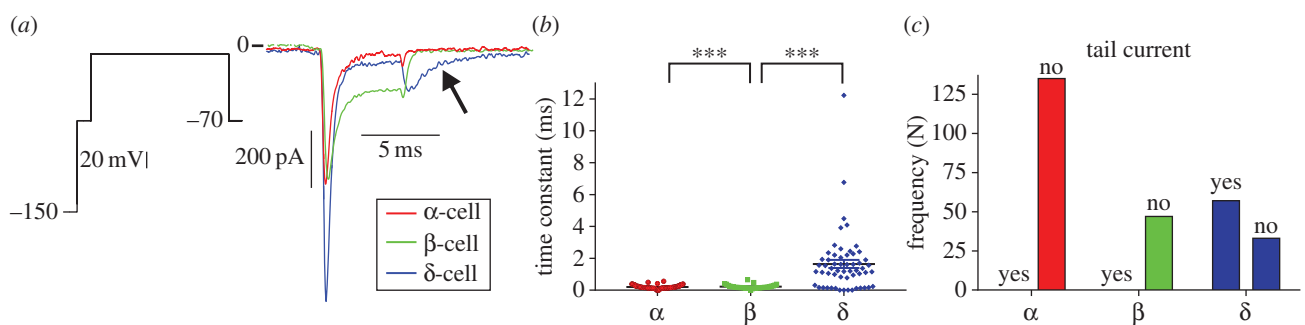 (a)
0
−70
20 mV
−150
200 pA
5 ms
α-cell
β-cell
δ-cell
(b)
*** ***
time constant (ms)
12
10
8
6
4
2
0
α β δ
(c)
tail current
frequency (N)
125
100
75
50
25
0
yes no yes no yes no
α β δ